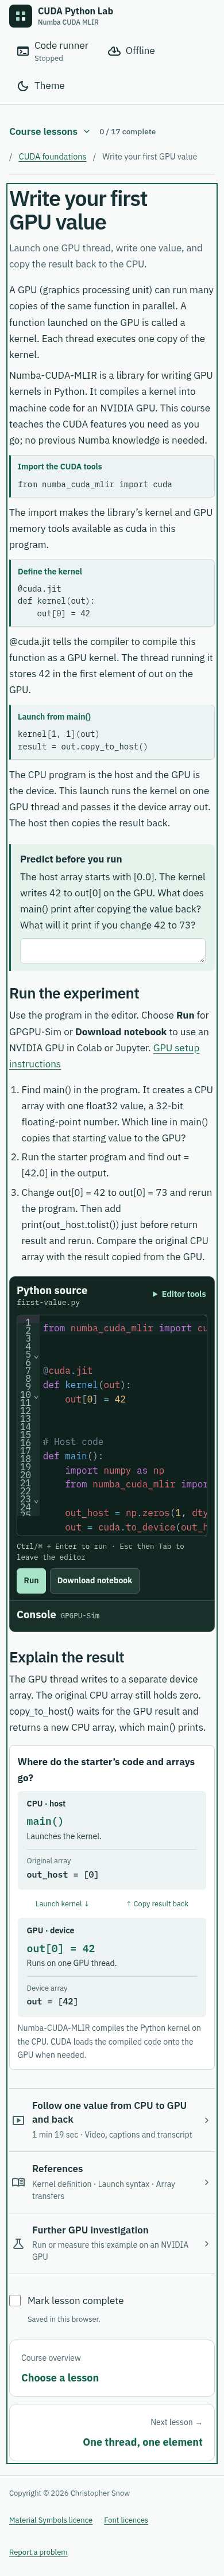 CUDA Python Lab
Numba CUDA MLIR
Code runner
Stopped
Offline
Theme
Course lessons
0 / 17 complete
/ CUDA foundations / Write your first GPU value
Write your first
GPU value
Launch one GPU thread, write one value, and
copy the result back to the CPU.
A GPU (graphics processing unit) can run many
copies of the same function in parallel. A
function launched on the GPU is called a
kernel. Each thread executes one copy of the
kernel.
Numba-CUDA-MLIR is a library for writing GPU
kernels in Python. It compiles a kernel into
machine code for an NVIDIA GPU. This course
teaches the CUDA features you need as you
go; no previous Numba knowledge is needed.
Import the CUDA tools
from numba_cuda_mlir import cuda
The import makes the library's kernel and GPU
memory tools available as cuda in this
program.
Define the kernel
@cuda.jit
def kernel(out):
out[0] = 42
@cuda.jit tells the compiler to compile this
function as a GPU kernel. The thread running it
stores 42 in the first element of out on the
GPU.
Launch from main()
kernel[1, 1](out)
result = out.copy_to_host()
The CPU program is the host and the GPU is
the device. This launch runs the kernel on one
GPU thread and passes it the device array out.
The host then copies the result back.
Predict before you run
The host array starts with [0.0]. The kernel
writes 42 to out[0] on the GPU. What does
main() print after copying the value back?
What will it print if you change 42 to 73?
Run the experiment
Use the program in the editor. Choose Run for
GPGPU-Sim or Download notebook to use an
NVIDIA GPU in Colab or Jupyter. GPU setup
instructions
1. Find main() in the program. It creates a CPU
array with one float32 value, a 32-bit
floating-point number. Which line in main()
copies that starting value to the GPU?
2. Run the starter program and find out =
[42.0] in the output.
3. Change out[0] = 42 to out[0] = 73 and rerun
the program. Then add
print(out_host.tolist()) just before return
result and rerun. Compare the original CPU
array with the result copied from the GPU.
Python source
first-value.py
Editor tools
1
2
3
4
5
6
7
8
9
10
11
12
13
14
15
16
17
18
19
20
21
22
23
24
25
from numba_cuda_mlir import cu
@cuda.jit
def kernel(out):
out[0] = 42
# Host code
def main():
import numpy as np
from numba_cuda_mlir impor
out_host = np.zeros(1, dty
out = cuda.to_device(out_h
Ctrl/⌘ + Enter to run · Esc then Tab to
leave the editor
Run
Download notebook
Console GPGPU-Sim
Explain the result
The GPU thread writes to a separate device
array. The original CPU array still holds zero.
copy_to_host() waits for the GPU result and
returns a new CPU array, which main() prints.
Where do the starter's code and arrays
go?
CPU · host
main()
Launches the kernel.
Original array
out_host = [0]
Launch kernel ↓
↑ Copy result back
GPU · device
out[0] = 42
Runs on one GPU thread.
Device array
out = [42]
Numba-CUDA-MLIR compiles the Python kernel on
the CPU. CUDA loads the compiled code onto the
GPU when needed.
Follow one value from CPU to GPU
and back
1 min 19 sec · Video, captions and transcript
References
Kernel definition · Launch syntax · Array
transfers
Further GPU investigation
Run or measure this example on an NVIDIA
GPU
Mark lesson complete
Saved in this browser.
Course overview
Choose a lesson
Next lesson →
One thread, one element
Copyright © 2026 Christopher Snow
Material Symbols licence
Font licences
Report a problem